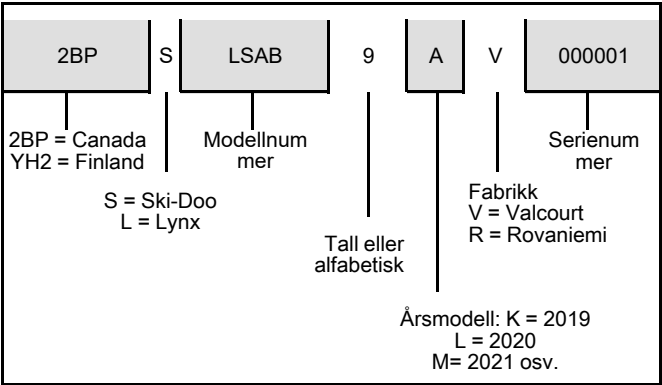 2BP S LSAB 9 A V 000001
2BP = Canada
YH2 = Finland
Modellnum
mer
Serienum
mer
S = Ski-Doo
L = Lynx
Fabrikk
V = Valcourt
R = Rovaniemi
Tall eller
alfabetisk
Årsmodell: K = 2019
L = 2020
M= 2021 osv.